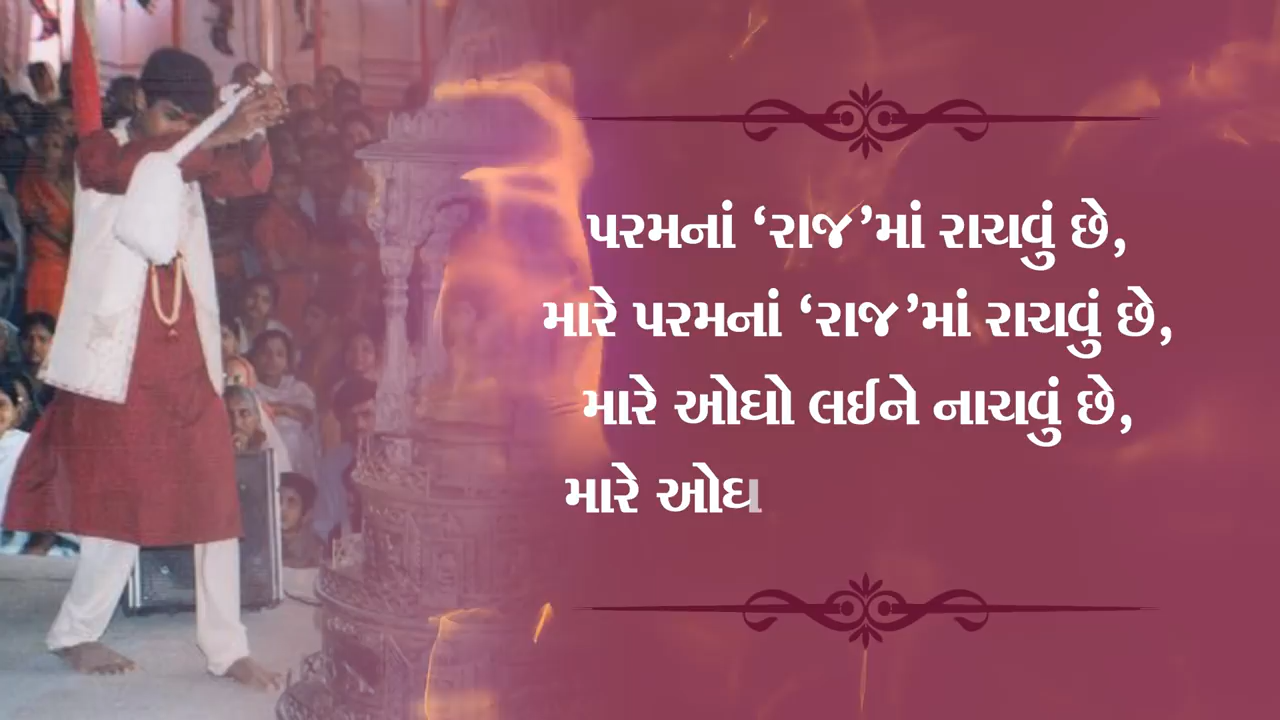 પરમનાં ‘રાજ’માં રાચવું છે,
મારે પરમનાં ‘રાજ’માં રાચવું છે,
મારે ઓઘો લઈને નાચવું છે,
મારે ઓઘ